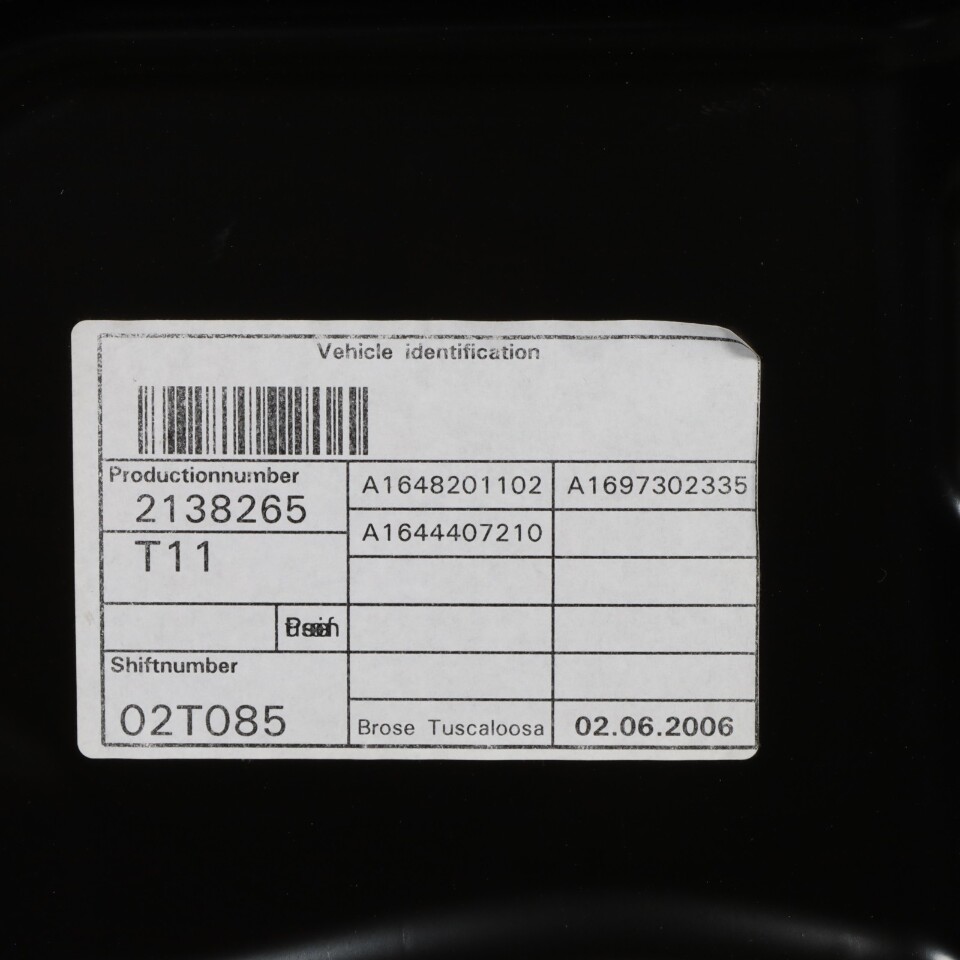 Vehicle identification
Productionnumber
2138265
A1648201102 A1697302335
A1644407210
T11
Shiftnumber
02T085
Brose Tuscaloosa 02.06.2006